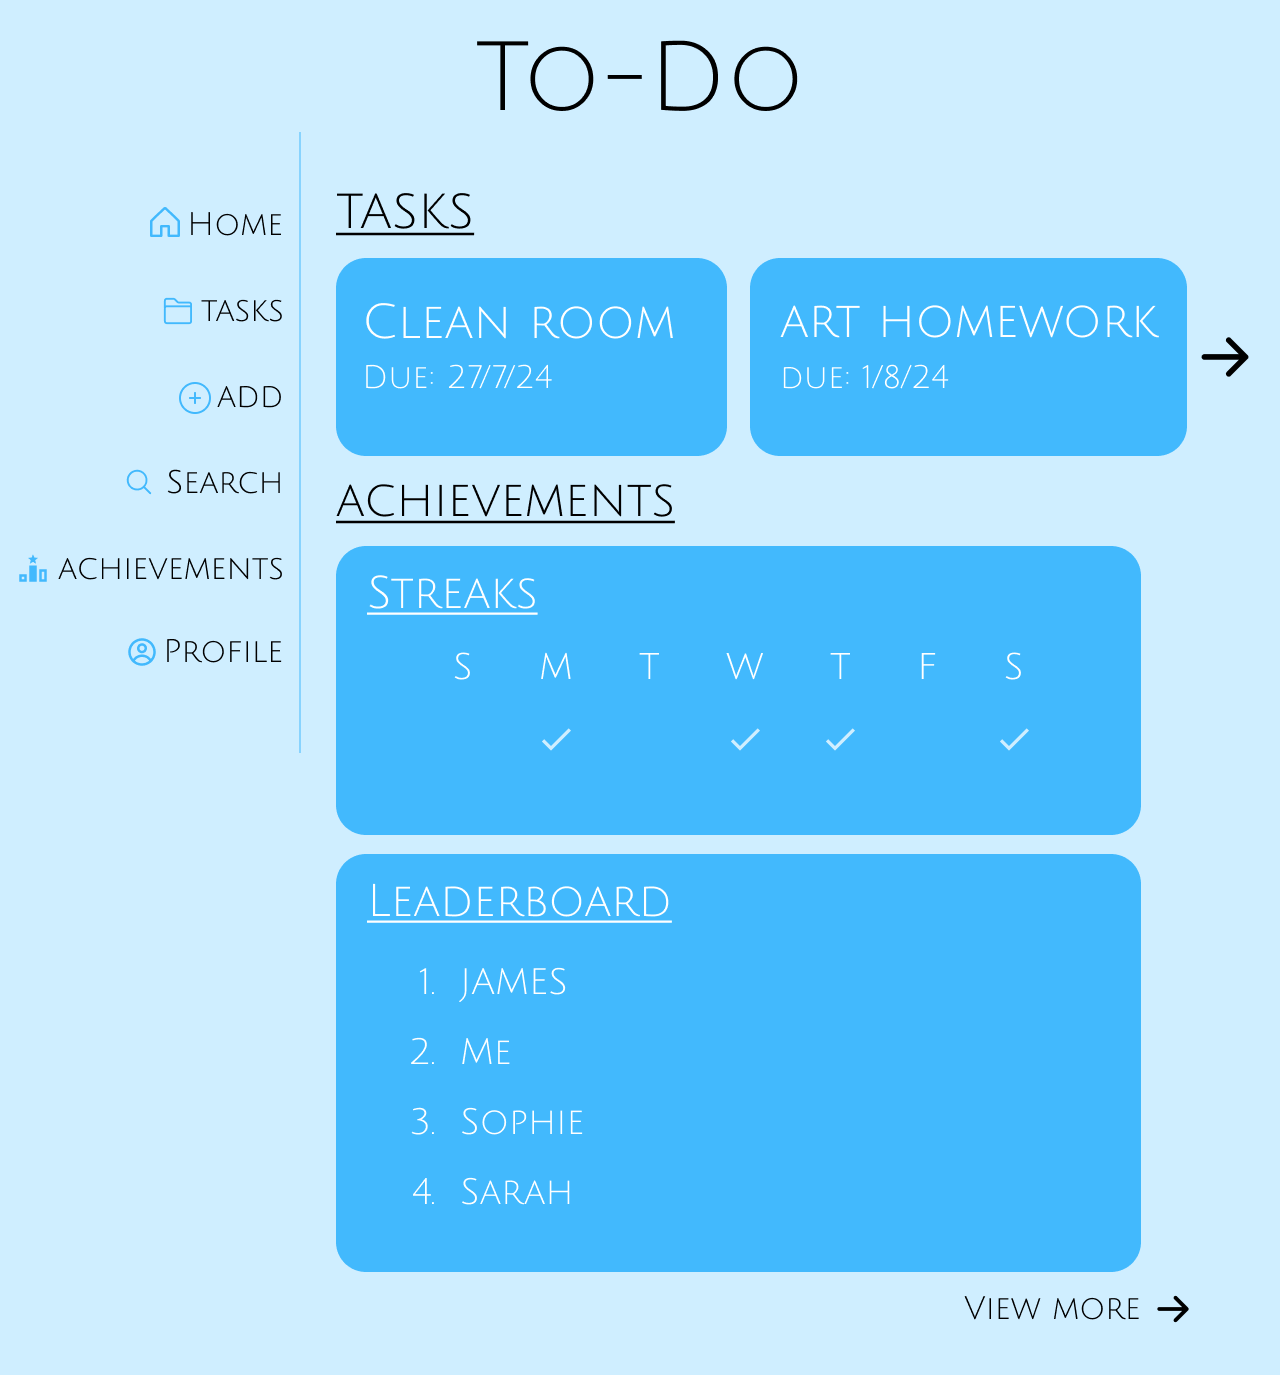 To-Do
Home
tasks
add
Search
achievements
Profile
tasks
Clean room
Due: 27/7/24
art homework
due: 1/8/24
achievements
Streaks
S M T W T F S
Leaderboard
1. james
2. Me
3. Sophie
4. Sarah
View more